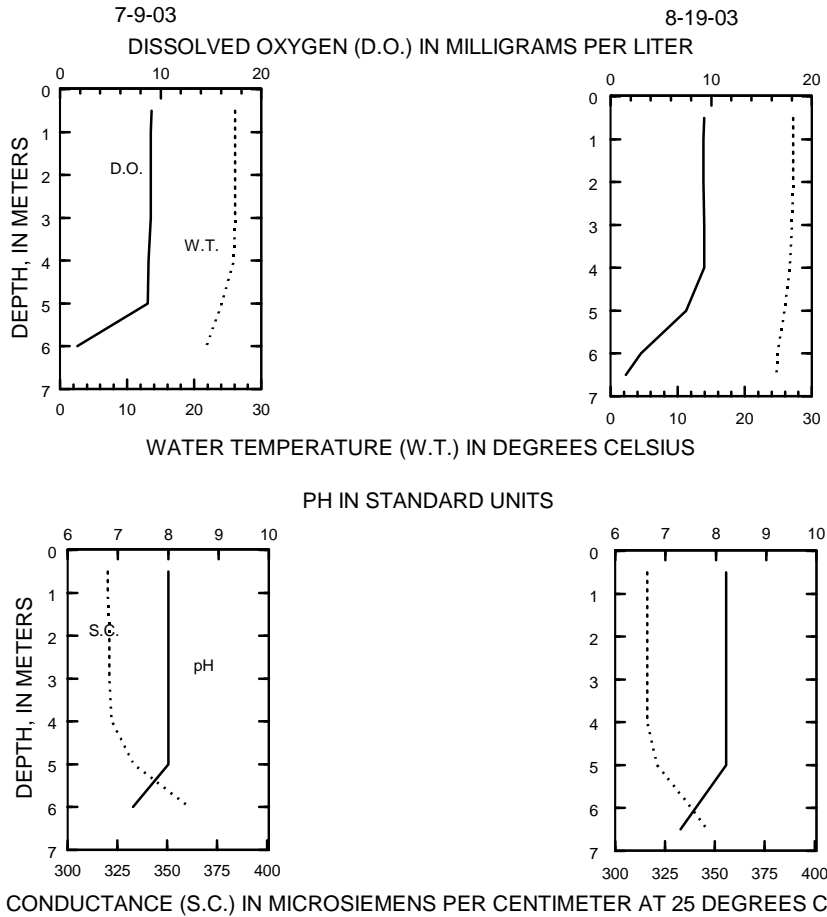 7-9-03 8-19-03
DISSOLVED OXYGEN (D.O.) IN MILLIGRAMS PER LITER
0 10 20 0 10 20
0 0
1 1
D.O.
2 2
DEPTH, IN METERS
3 3
W.T.
4 4
5 5
6 6
7 7
0 10 20 30 0 10 20 30
WATER TEMPERATURE (W.T.) IN DEGREES CELSIUS
PH IN STANDARD UNITS
6 7 8 9 10 6 7 8 9 10
0 0
1 1
S.C.
2 2
DEPTH, IN METERS
pH
3 3
4 4
5 5
6 6
7 7
300 325 350 375 400 300 325 350 375 400
CONDUCTANCE (S.C.) IN MICROSIEMENS PER CENTIMETER AT 25 DEGREES C